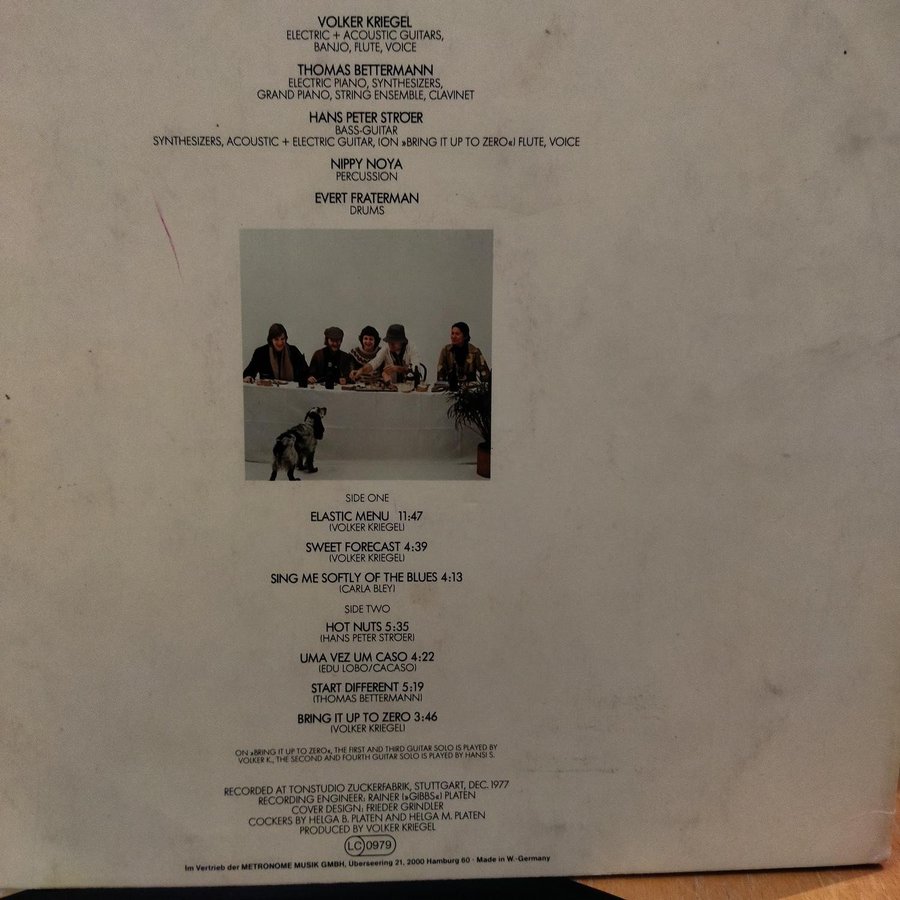 VOLKER KRIEGEL
ELECTRIC + ACOUSTIC GUITARS,
BANJO, FLUTE, VOICE
THOMAS BETTERMANN
ELECTRIC PIANO, SYNTHESIZERS,
GRAND PIANO, STRING ENSEMBLE, CLAVINET
HANS PETER STRÖER
BASS-GUITAR
SYNTHESIZERS, ACOUSTIC + ELECTRIC GUITAR, (ON »BRING IT UP TO ZERO«) FLUTE, VOICE
NIPPY NOYA
PERCUSSION
EVERT FRATERMAN
DRUMS
SIDE ONE
ELASTIC MENU 11:47
(VOLKER KRIEGEL)
SWEET FORECAST 4:39
(VOLKER KRIEGEL)
SING ME SOFTLY OF THE BLUES 4:13
(CARLA BLEY)
SIDE TWO
HOT NUTS 5:35
(HANS PETER STRÖER)
UMA VEZ UM CASO 4:22
(EDU LOBO/CACASO)
START DIFFERENT 5:19
(THOMAS BETTERMANN)
BRING IT UP TO ZERO 3:46
(VOLKER KRIEGEL)
ON »BRING IT UP TO ZERO«, THE FIRST AND THIRD GUITAR SOLO IS PLAYED BY
VOLKER K., THE SECOND AND FOURTH GUITAR SOLO IS PLAYED BY HANSI S.
RECORDED AT TONSTUDIO ZUCKERFABRIK, STUTTGART, DEC. 1977
RECORDING ENGINEER: RAINER (»GIBBS«) PLATEN
COVER DESIGN: FRIEDER GRINDLER
COCKERS BY HELGA B. PLATEN AND HELGA M. PLATEN
PRODUCED BY VOLKER KRIEGEL
LC 0979
Im Vertrieb der METRONOME MUSIK GMBH, Überseering 21, 2000 Hamburg 60 · Made in W.-Germany